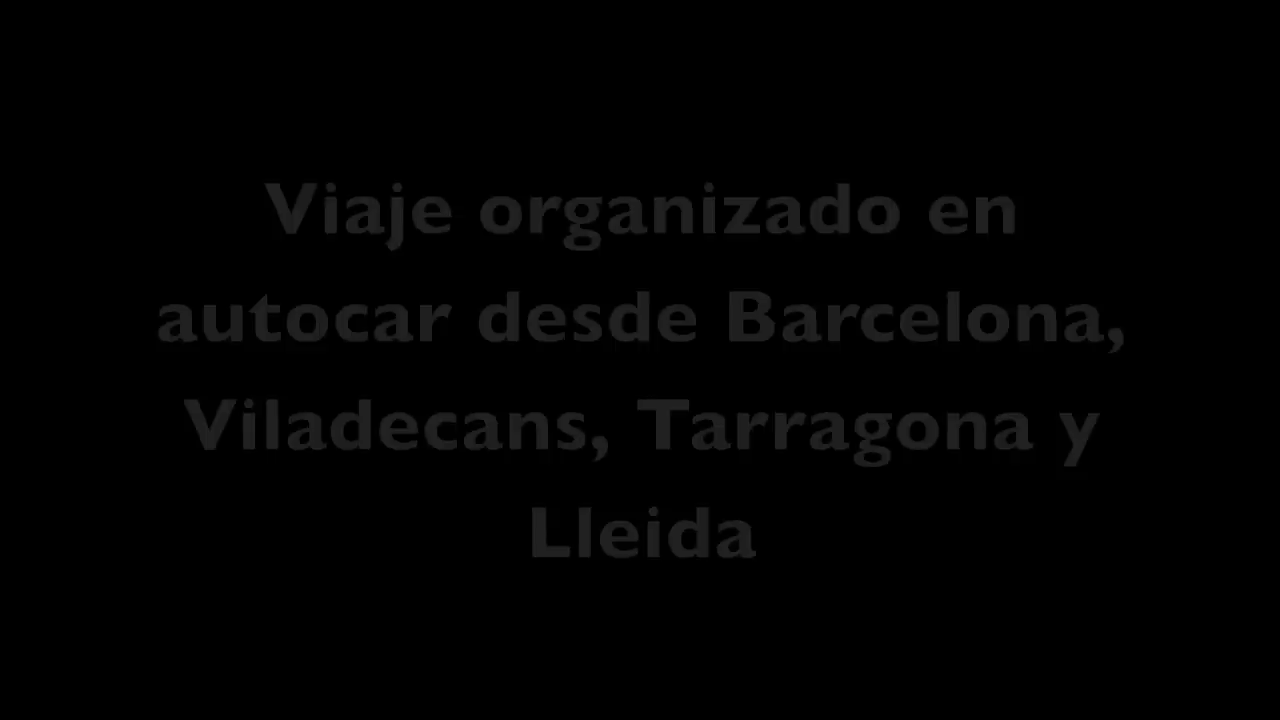 Viaje organizado en
autocar desde Barcelona,
Viladecans, Tarragona y
Lleida